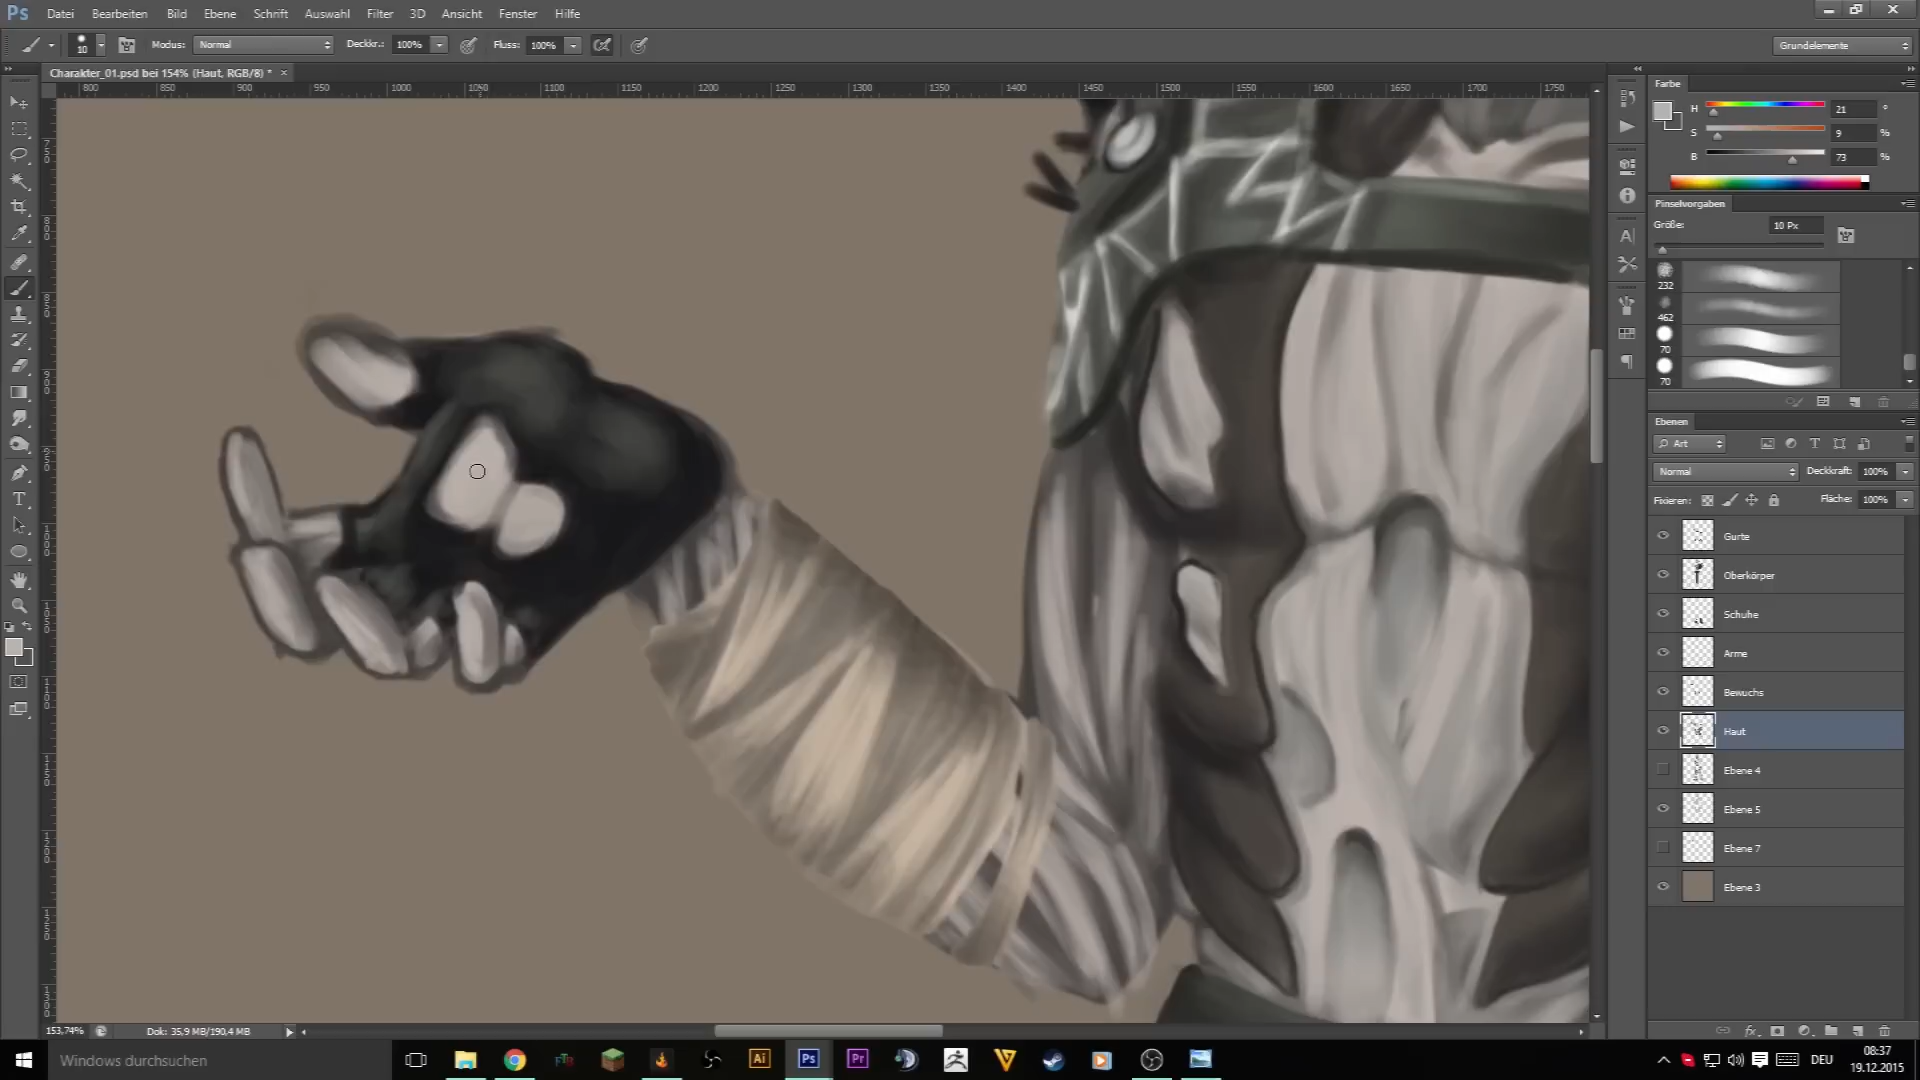 Ps Datei Bearbeiten Bild Ebene Schrift Auswahl Filter 3D Ansicht Fenster Hilfe
10 Modus: Normal Deckkr.: 100% Fluss: 100% Grundelemente
Charakter_01.psd bei 154% (Haut, RGB/8) *
800 850 900 950 1000 1050 1100 1150 1200 1250 1300 1350 1400 1450 1500 1550 1600 1650 1700 1750
Farbe
H 21 °
S 9 %
B 73 %
Pinselvorgaben
Größe: 10 Px
232
462
70
70
Ebenen
Art
Normal Deckkraft: 100%
Fixieren: Fläche: 100%
Gurte
Oberkörper
Schuhe
Arme
Bewuchs
Haut
Ebene 4
Ebene 5
Ebene 7
Ebene 3
153,74% Dok: 35,9 MB/190,4 MB
Windows durchsuchen
Ai Ps Pr
DEU
08:37
19.12.2015